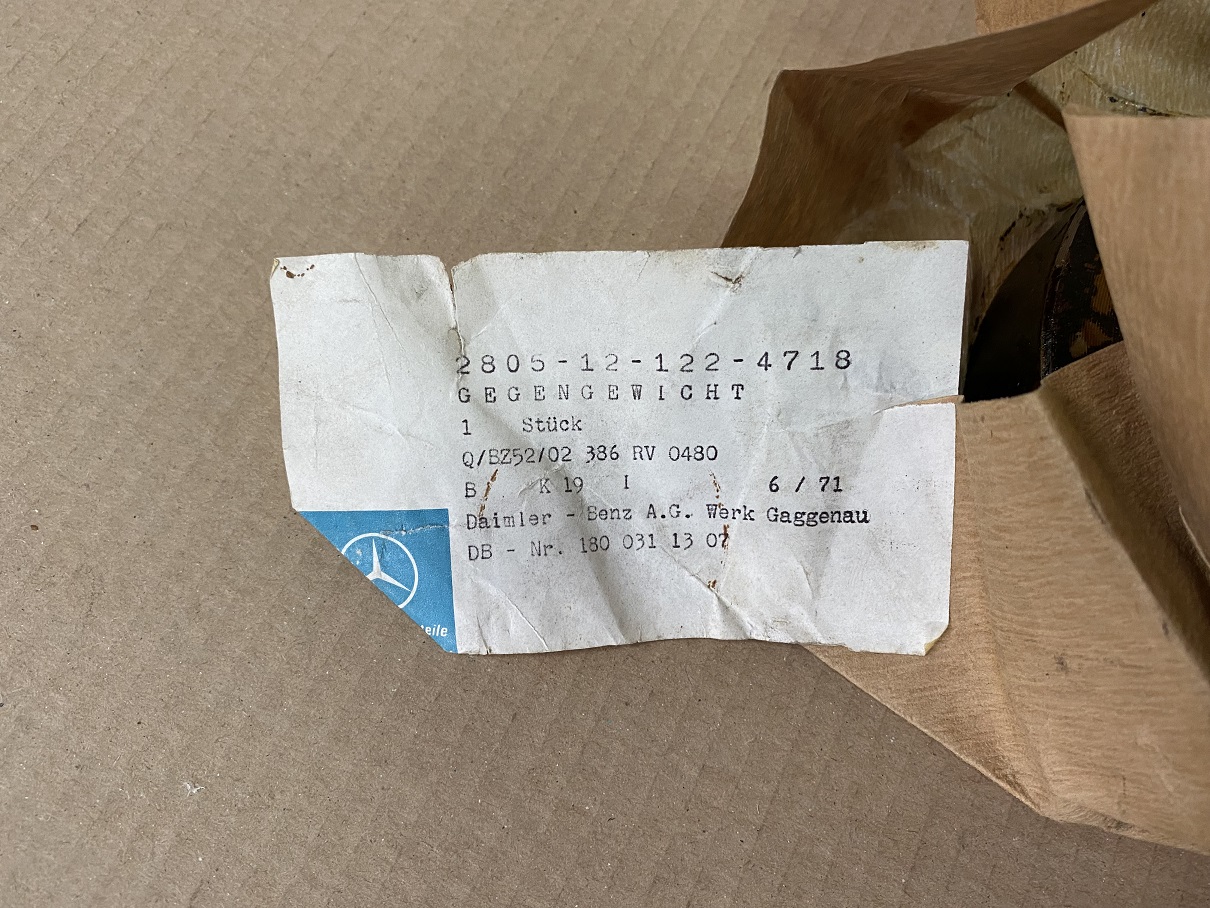 2805-12-122-4718
GEGENGEWICHT
1 Stück
Q/BZ52/02 386 RV 0480
B K 19 I 6 / 71
Daimler - Benz A.G. Werk Gaggenau
DB - Nr. 180 031 13 07